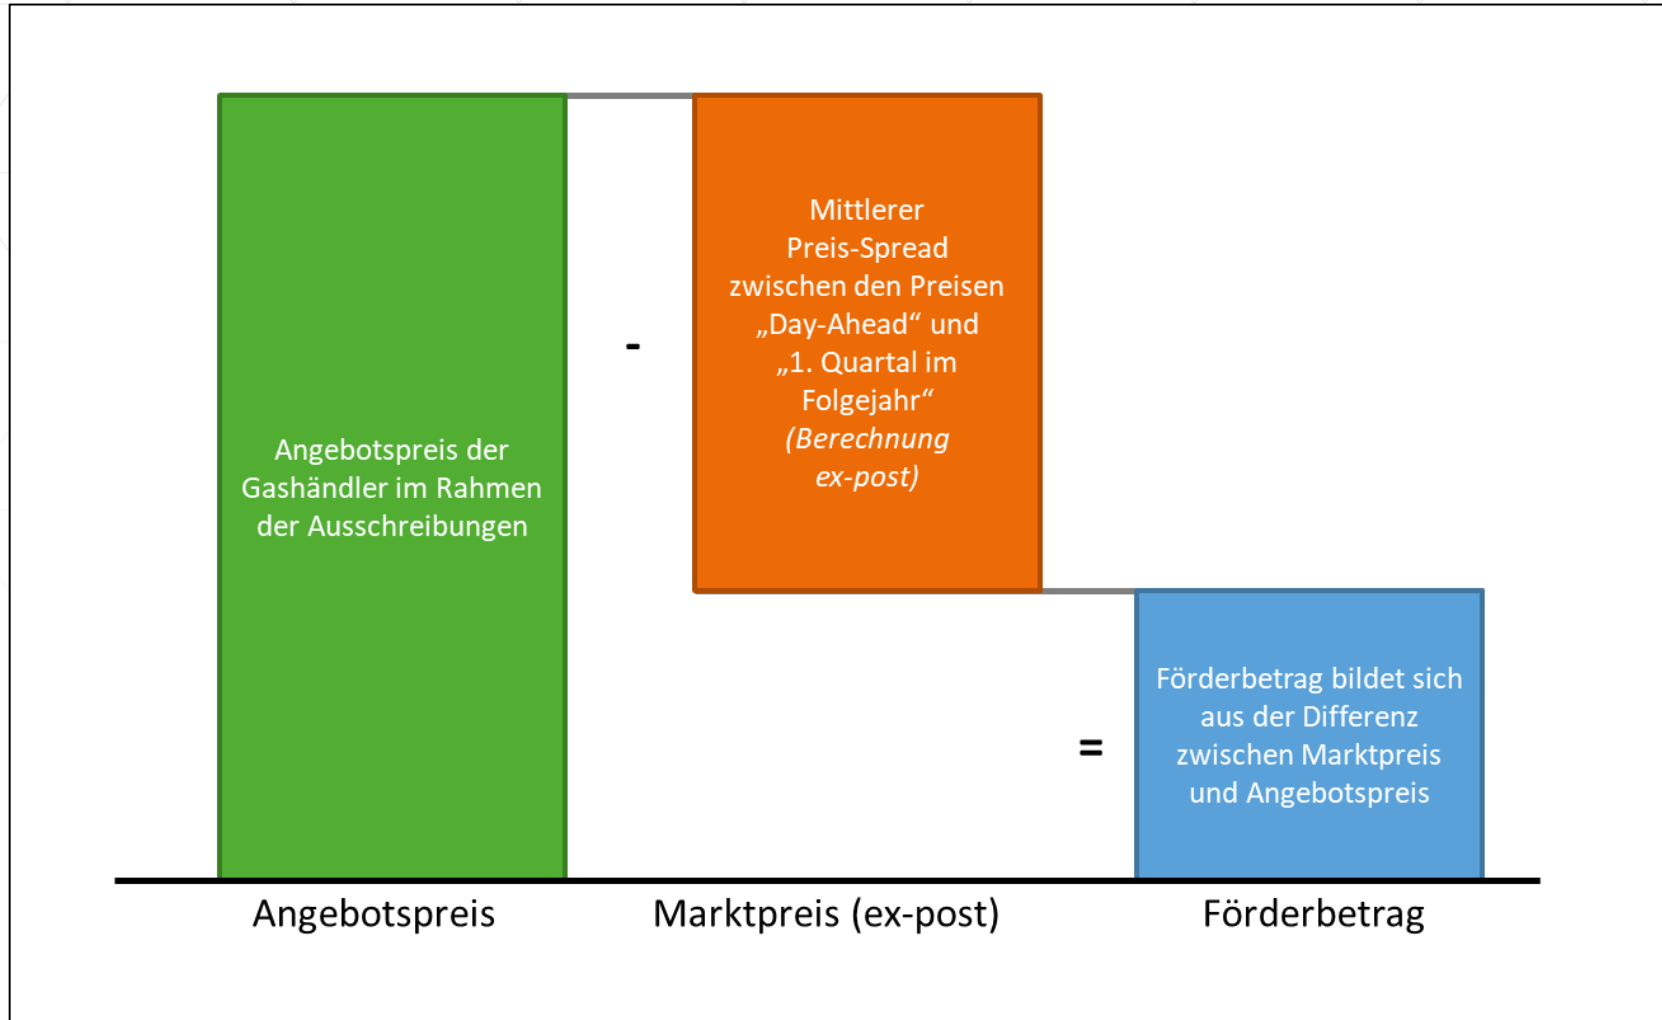 Angebotspreis der
Gashändler im Rahmen
der Ausschreibungen
-
Mittlerer
Preis-Spread
zwischen den Preisen
„Day-Ahead“ und
„1. Quartal im
Folgejahr“
(Berechnung
ex-post)
=
Förderbetrag bildet sich
aus der Differenz
zwischen Marktpreis
und Angebotspreis
Angebotspreis
Marktpreis (ex-post)
Förderbetrag